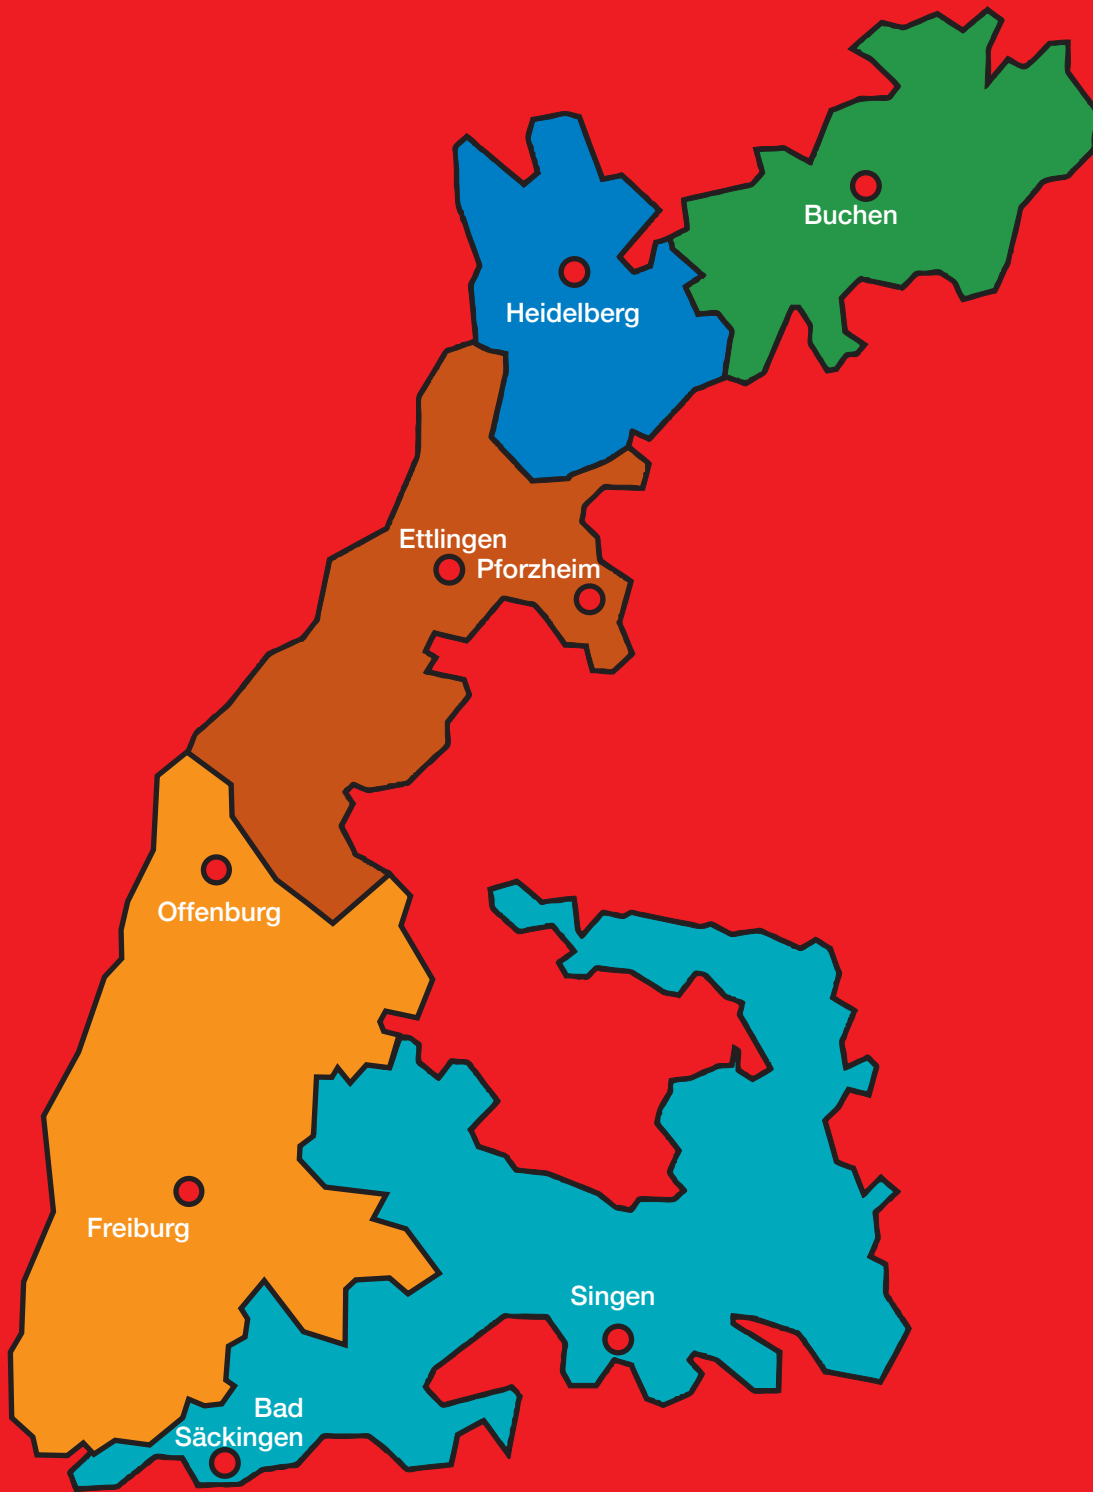 Buchen
Heidelberg
Ettlingen
Pforzheim
Offenburg
Freiburg
Singen
Bad
Säckingen